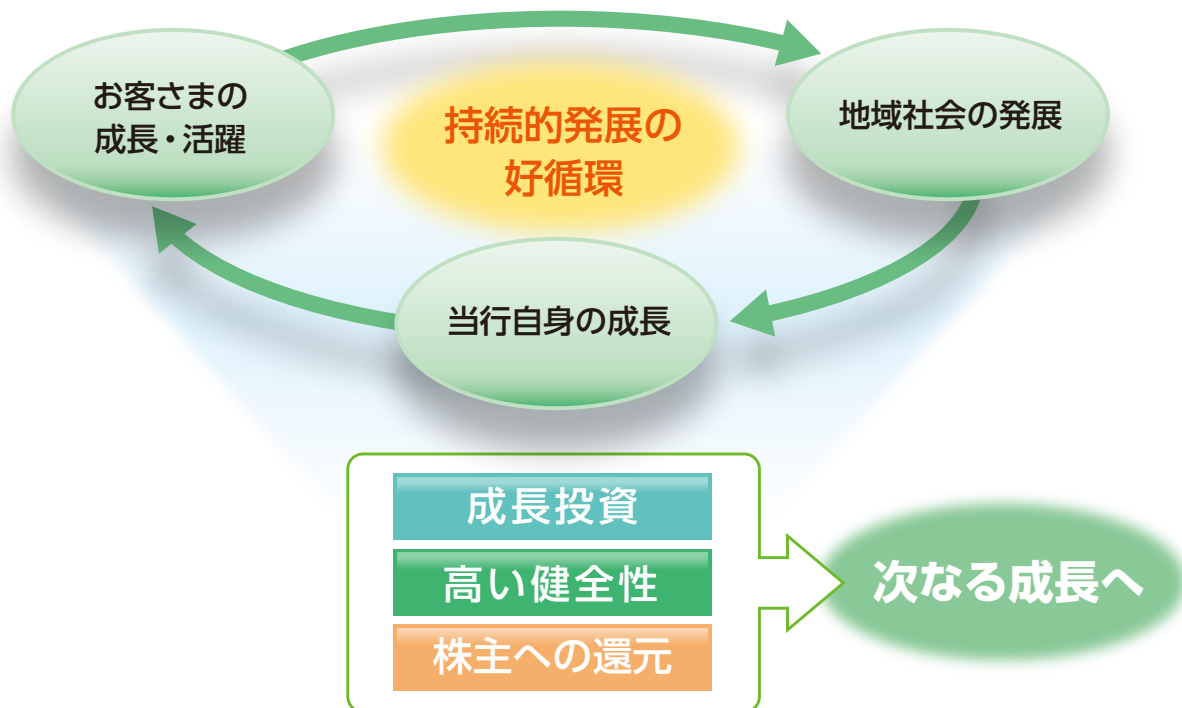 お客さまの
成長・活躍
持続的発展の
好循環
地域社会の発展
当行自身の成長
成長投資
高い健全性
株主への還元
次なる成長へ